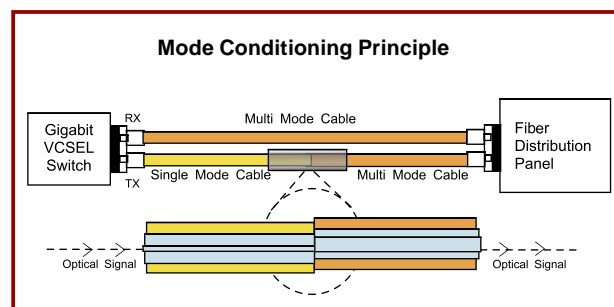 Mode Conditioning Principle
RX
Multi Mode Cable
Gigabit
VCSEL
Switch
Fiber
Distribution
Panel
TX
Single Mode Cable
Multi Mode Cable
Optical Signal
Optical Signal